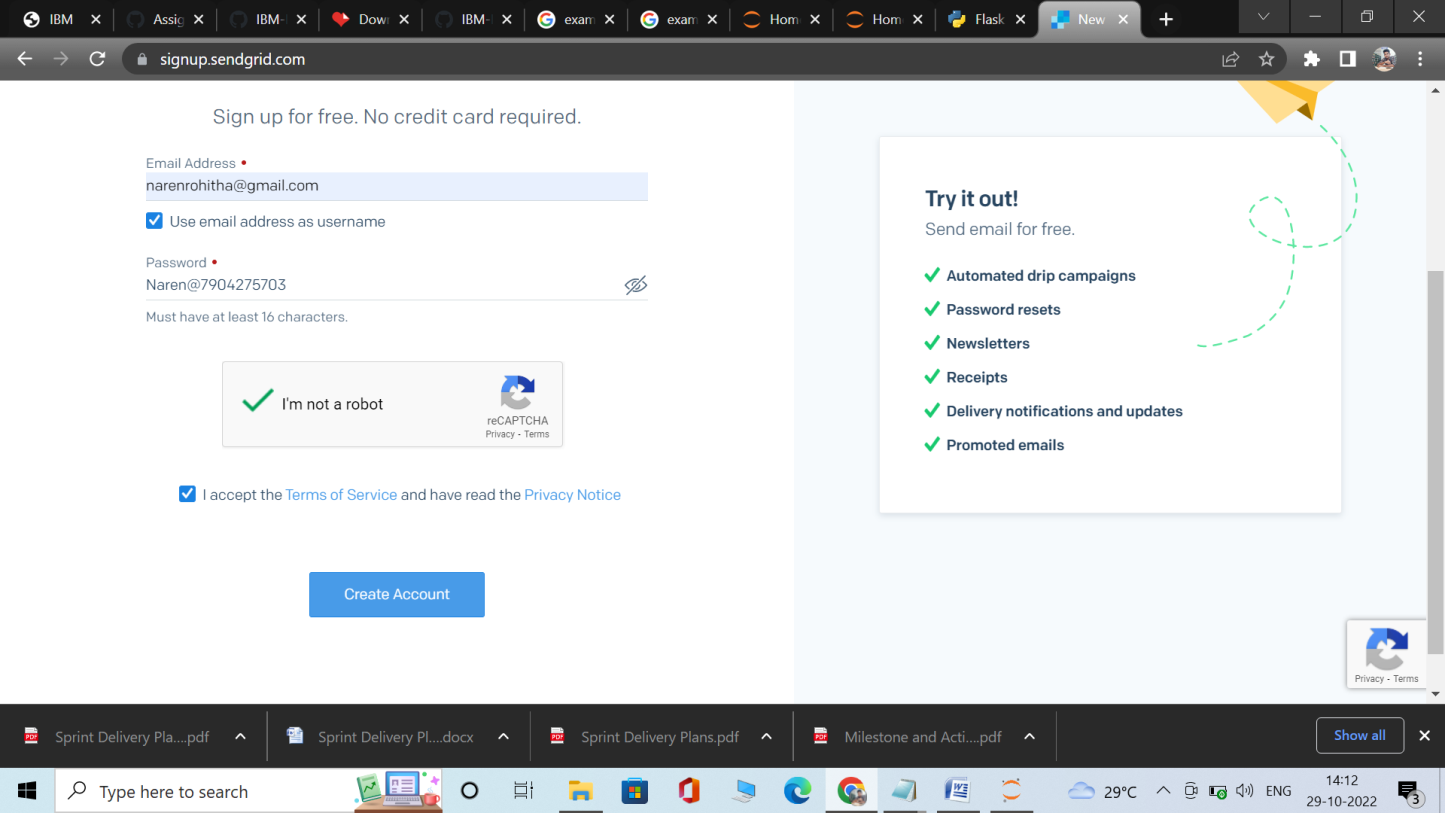 IBM
Assig
IBM-
Dow
IBM-
exam
exam
Hom
Hom
Flask
New
signup.sendgrid.com
Sign up for free. No credit card required.
Email Address •
narenrohitha@gmail.com
Use email address as username
Password •
Naren@7904275703
Must have at least 16 characters.
I'm not a robot
reCAPTCHA
Privacy - Terms
I accept the Terms of Service and have read the Privacy Notice
Create Account
Try it out!
Send email for free.
Automated drip campaigns
Password resets
Newsletters
Receipts
Delivery notifications and updates
Promoted emails
Privacy - Terms
Sprint Delivery Pla....pdf
Sprint Delivery Pl....docx
Sprint Delivery Plans.pdf
Milestone and Acti....pdf
Show all
Type here to search
29°C
ENG
14:12
29-10-2022
3